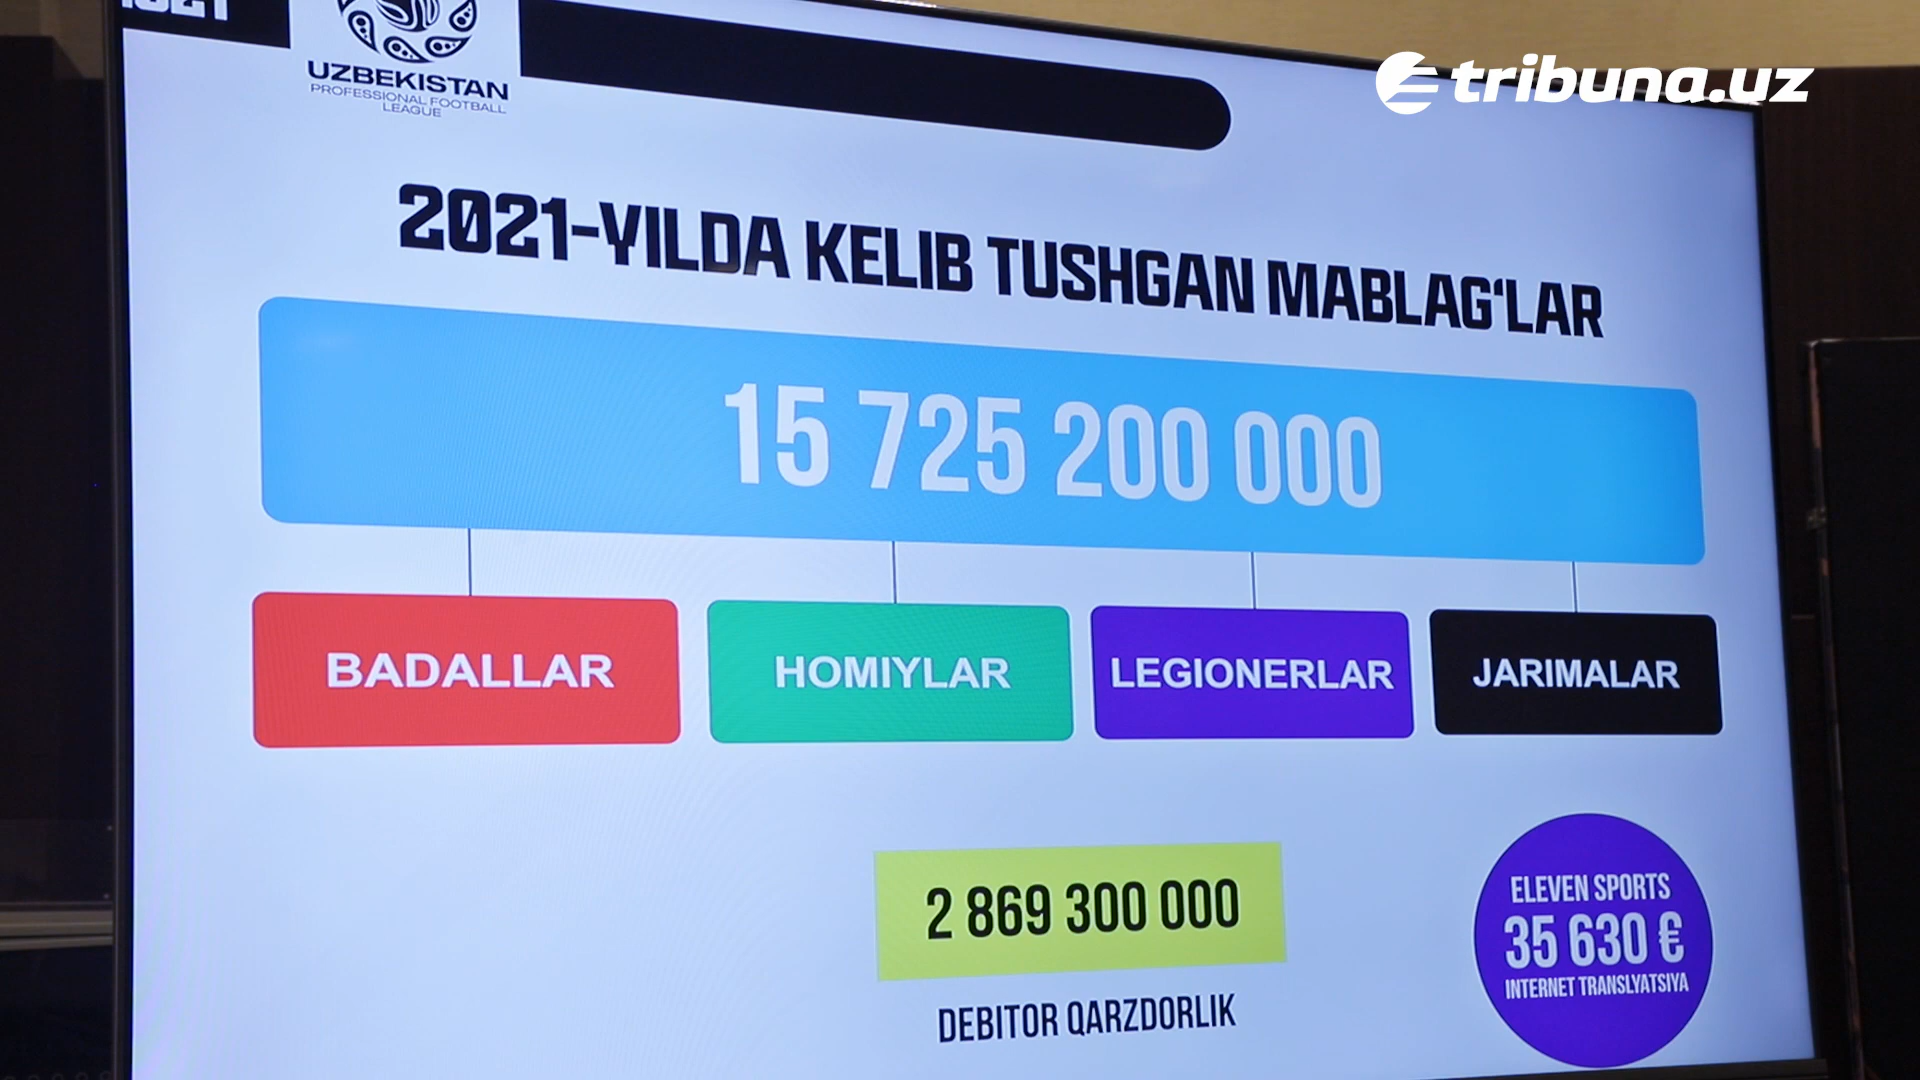 UZBEKISTAN
PROFESSIONAL FOOTBALL
LEAGUE
tribuna.uz
2021-YILDA KELIB TUSHGAN MABLAG‘LAR
15 725 200 000
BADALLAR
HOMIYLAR
LEGIONERLAR
JARIMALAR
2 869 300 000
DEBITOR QARZDORLIK
ELEVEN SPORTS
35 630 €
INTERNET TRANSLYATSIYA